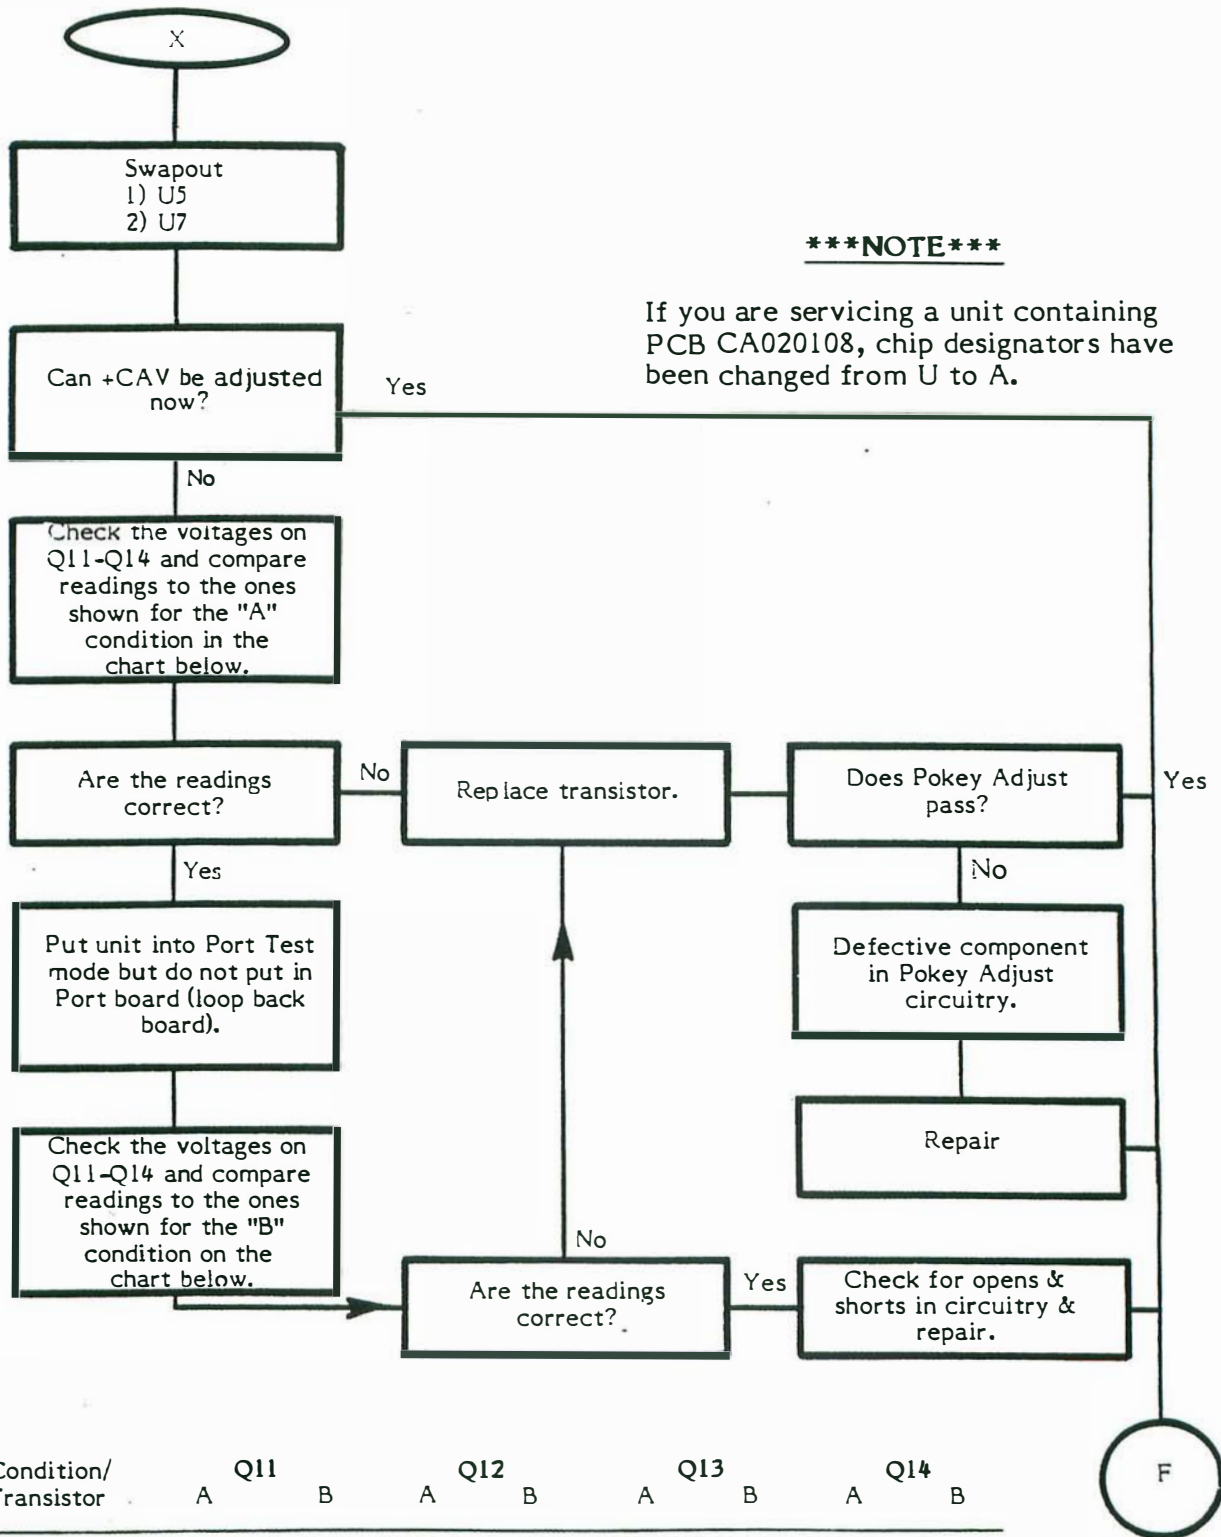 X
Swapout
1) U5
2) U7
***NOTE***
If you are servicing a unit containing
PCB CA020108, chip designators have
been changed from U to A.
Can +CAV be adjusted
now?
Yes
No
Check the voltages on
Q11-Q14 and compare
readings to the ones
shown for the "A"
condition in the
chart below.
Are the readings
correct?
No
Replace transistor.
Does Pokey Adjust
pass?
Yes
Yes
No
Put unit into Port Test
mode but do not put in
Port board (loop back
board).
Defective component
in Pokey Adjust
circuitry.
Repair
Check the voltages on
Q11-Q14 and compare
readings to the ones
shown for the "B"
condition on the
chart below.
No
Are the readings
correct?
Yes
Check for opens &
shorts in circuitry &
repair.
F
Condition/ Q11 Q12 Q13 Q14
Transistor A B A B A B A B